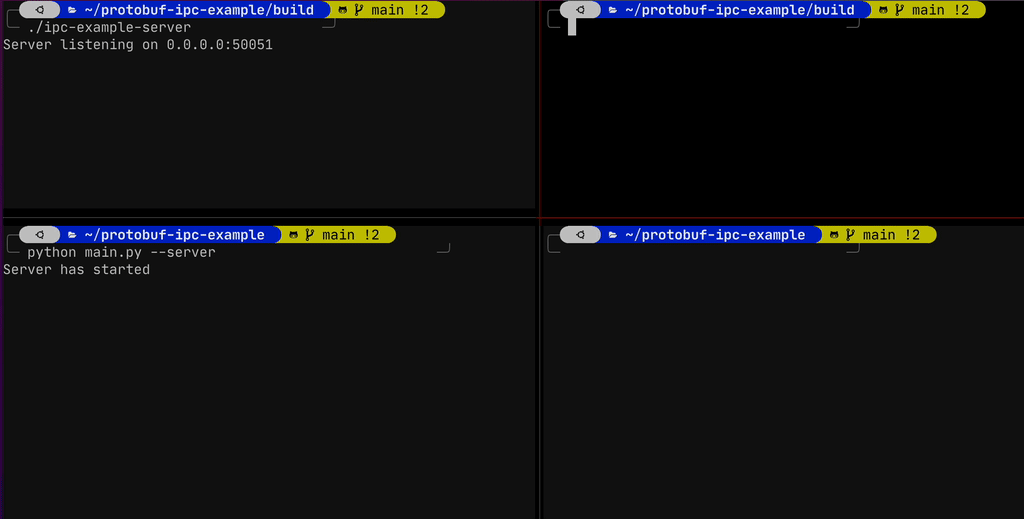 ~/protobuf-ipc-example/build main !2
./ipc-example-server
Server listening on 0.0.0.0:50051
~/protobuf-ipc-example/build main !2
~/protobuf-ipc-example main !2
python main.py --server
Server has started
~/protobuf-ipc-example main !2